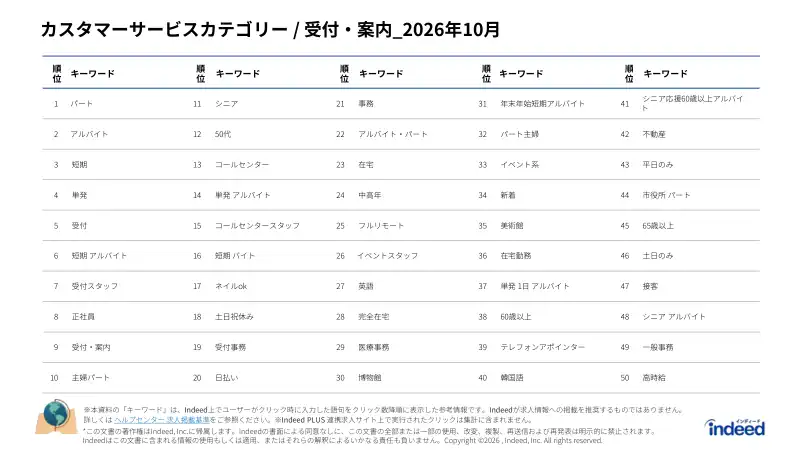 カスタマーサービスカテゴリー / 受付・案内_2026年10月
順位 キーワード 順位 キーワード 順位 キーワード 順位 キーワード 順位 キーワード
1 パート 11 シニア 21 事務 31 年末年始短期アルバイト 41 シニア応援60歳以上アルバイト
2 アルバイト 12 50代 22 アルバイト・パート 32 パート主婦 42 不動産
3 短期 13 コールセンター 23 在宅 33 イベント系 43 平日のみ
4 単発 14 単発 アルバイト 24 中高年 34 新着 44 市役所 パート
5 受付 15 コールセンタースタッフ 25 フルリモート 35 美術館 45 65歳以上
6 短期 アルバイト 16 短期 バイト 26 イベントスタッフ 36 在宅勤務 46 土日のみ
7 受付スタッフ 17 ネイルok 27 英語 37 単発 1日 アルバイト 47 接客
8 正社員 18 土日祝休み 28 完全在宅 38 60歳以上 48 シニア アルバイト
9 受付・案内 19 受付事務 29 医療事務 39 テレフォンアポインター 49 一般事務
10 主婦パート 20 日払い 30 博物館 40 韓国語 50 高時給
※本資料の「キーワード」は、Indeed上でユーザーがクリック時に入力した語句をクリック数降順に表示した参考情報です。Indeedが求人情報への掲載を推奨するものではありません。
詳しくは ヘルプセンター 求人掲載基準をご参照ください。※Indeed PLUS 連携求人サイト上で実行されたクリックは集計に含まれません。
*この文書の著作権はIndeed, Inc.に帰属します。Indeedの書面による同意なしに、この文書の全部または一部の使用、改変、複製、再送信および再発表は明示的に禁止されます。
Indeedはこの文書に含まれる情報の使用もしくは適用、またはそれらの解釈によるいかなる責任も負いません。Copyright ©2026 , Indeed, Inc. All rights reserved.
インディード
indeed